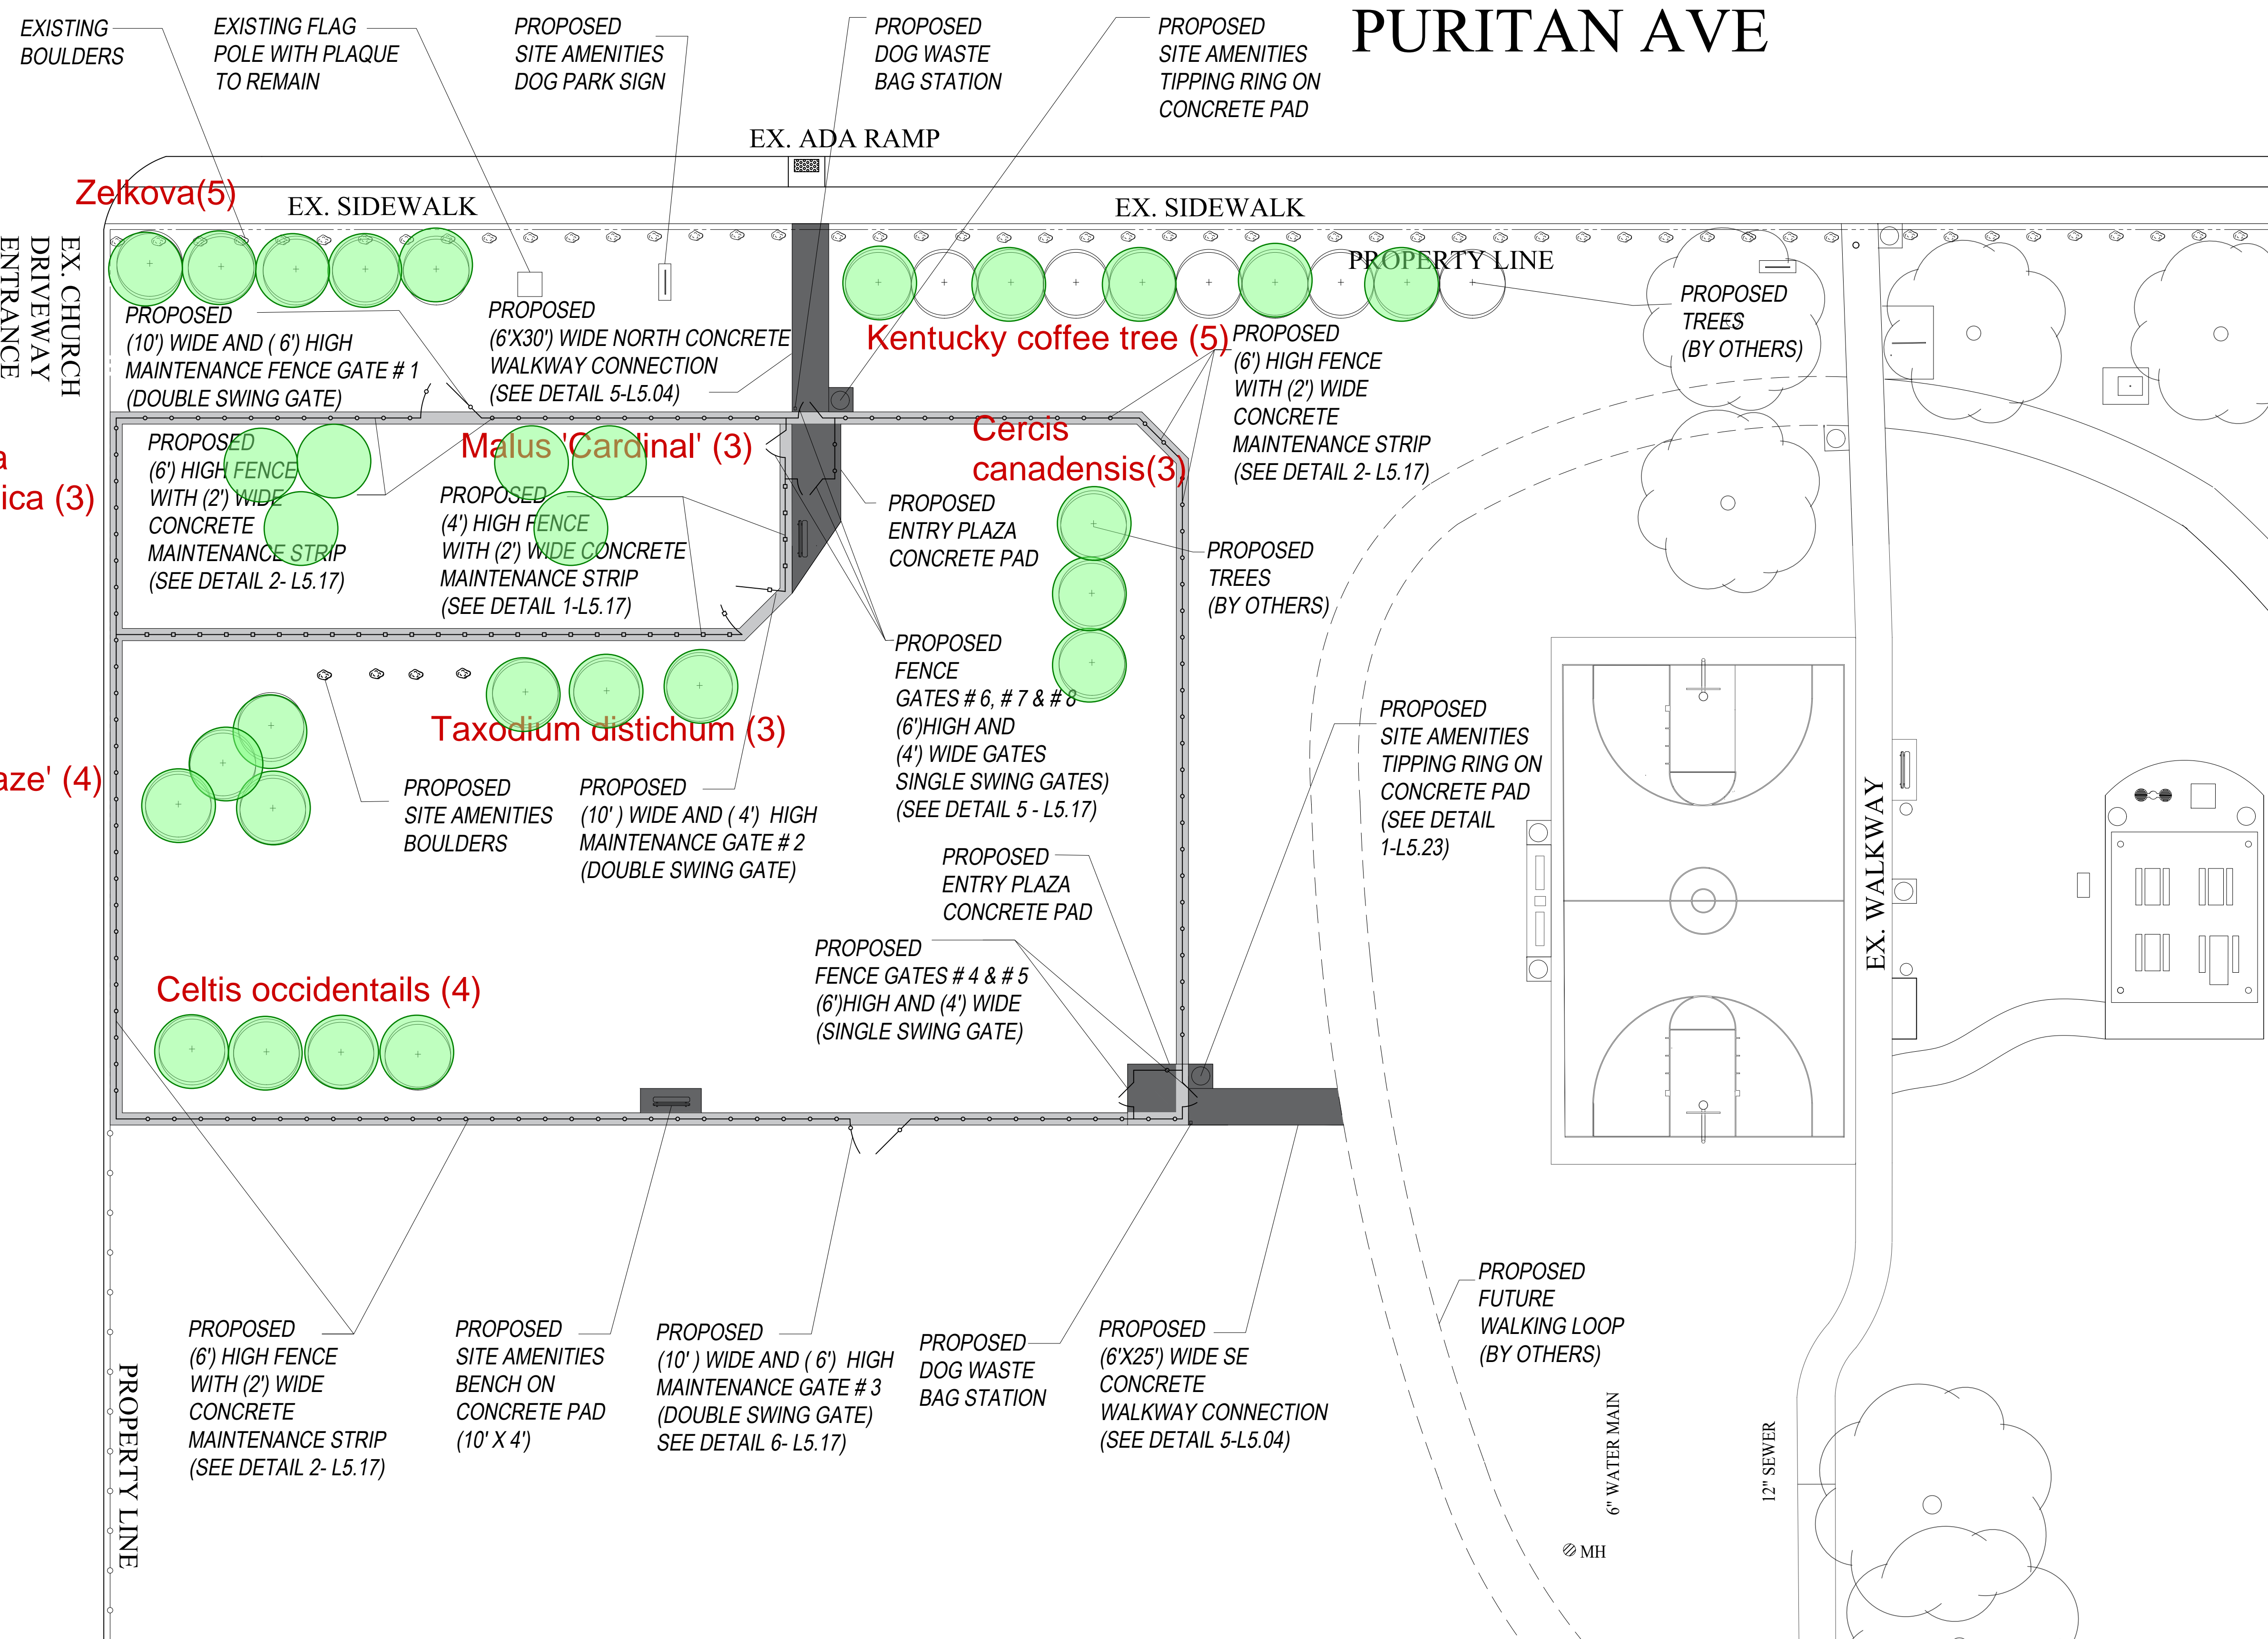 PURITAN AVE
EXISTING
BOULDERS
EXISTING FLAG
POLE WITH PLAQUE
TO REMAIN
PROPOSED
SITE AMENITIES
DOG PARK SIGN
PROPOSED
DOG WASTE
BAG STATION
PROPOSED
SITE AMENITIES
TIPPING RING ON
CONCRETE PAD
EX. ADA RAMP
Zelkova(5)
EX. SIDEWALK
EX. SIDEWALK
EX. CHURCH
DRIVEWAY
ENTRANCE
PROPERTY LINE
PROPOSED
(10') WIDE AND ( 6') HIGH
MAINTENANCE FENCE GATE # 1
(DOUBLE SWING GATE)
PROPOSED
(6'X30') WIDE NORTH CONCRETE
WALKWAY CONNECTION
(SEE DETAIL 5-L5.04)
Kentucky coffee tree (5)
PROPOSED
(6') HIGH FENCE
WITH (2') WIDE
CONCRETE
MAINTENANCE STRIP
(SEE DETAIL 2- L5.17)
PROPOSED
TREES
(BY OTHERS)
a
ica (3)
PROPOSED
(6') HIGH FENCE
WITH (2') WIDE
CONCRETE
MAINTENANCE STRIP
(SEE DETAIL 2- L5.17)
Malus 'Cardinal' (3)
PROPOSED
(4') HIGH FENCE
WITH (2') WIDE CONCRETE
MAINTENANCE STRIP
(SEE DETAIL 1-L5.17)
Cercis
canadensis(3)
PROPOSED
ENTRY PLAZA
CONCRETE PAD
PROPOSED
TREES
(BY OTHERS)
PROPOSED
FENCE
GATES # 6, # 7 & # 8
(6')HIGH AND
(4') WIDE GATES
SINGLE SWING GATES)
(SEE DETAIL 5 - L5.17)
Taxodium distichum (3)
aze' (4)
PROPOSED
SITE AMENITIES
BOULDERS
PROPOSED
(10' ) WIDE AND ( 4')  HIGH
MAINTENANCE GATE # 2
(DOUBLE SWING GATE)
PROPOSED
SITE AMENITIES
TIPPING RING ON
CONCRETE PAD
(SEE DETAIL
1-L5.23)
EX. WALKWAY
PROPOSED
ENTRY PLAZA
CONCRETE PAD
PROPOSED
FENCE GATES # 4 & # 5
(6')HIGH AND (4') WIDE
(SINGLE SWING GATE)
Celtis occidentails (4)
PROPERTY LINE
PROPOSED
(6') HIGH FENCE
WITH (2') WIDE
CONCRETE
MAINTENANCE STRIP
(SEE DETAIL 2- L5.17)
PROPOSED
SITE AMENITIES
BENCH ON
CONCRETE PAD
(10' X 4')
PROPOSED
(10' ) WIDE AND ( 6')  HIGH
MAINTENANCE GATE # 3
(DOUBLE SWING GATE)
SEE DETAIL 6- L5.17)
PROPOSED
DOG WASTE
BAG STATION
PROPOSED
(6'X25') WIDE SE
CONCRETE
WALKWAY CONNECTION
(SEE DETAIL 5-L5.04)
PROPOSED
FUTURE
WALKING LOOP
(BY OTHERS)
6" WATER MAIN
12" SEWER
MH